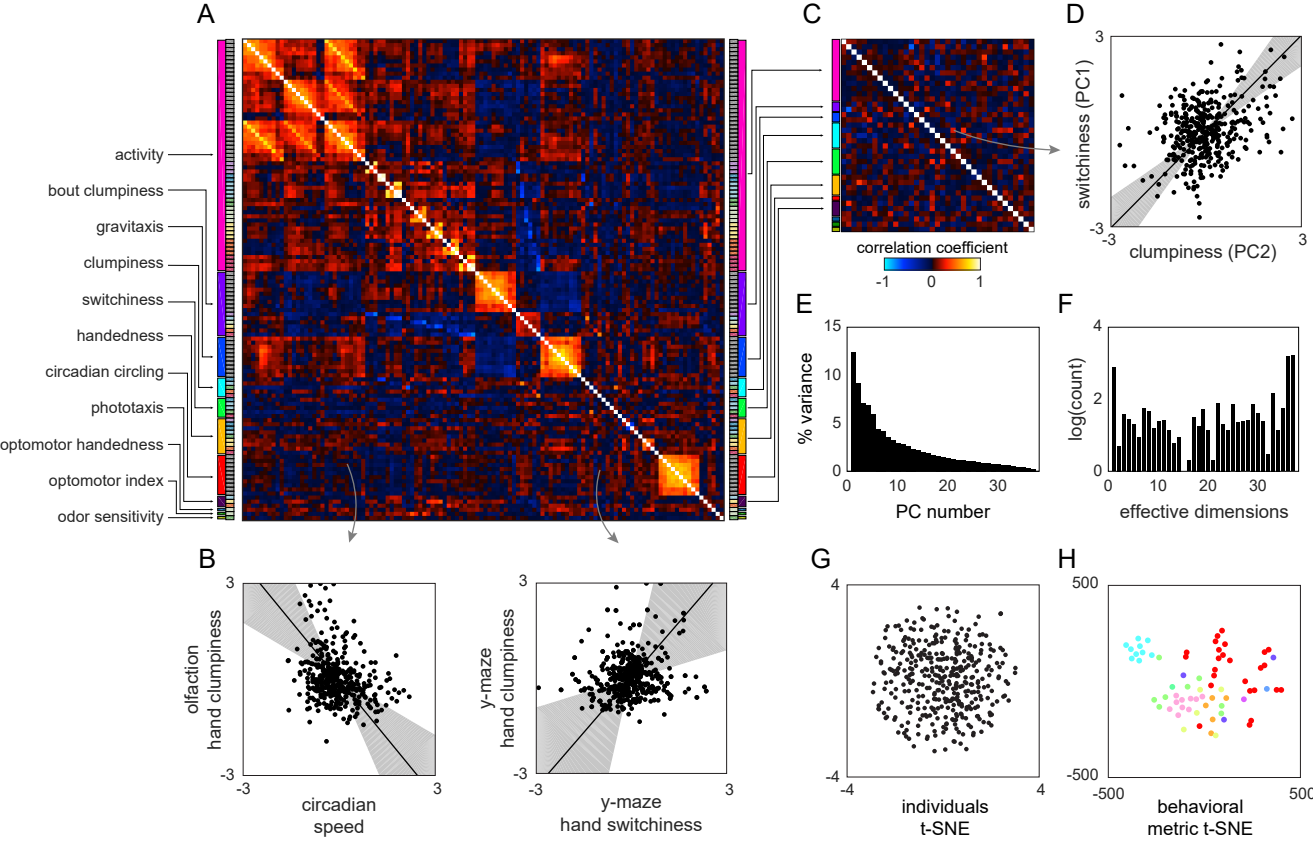 A
activity
bout clumpiness
gravitaxis
clumpiness
switchiness
handedness
circadian circling
phototaxis
optomotor handedness
optomotor index
odor sensitivity
B
3
-3
-3
3
olfaction
hand clumpiness
circadian
speed
3
-3
-3
3
y-maze
hand clumpiness
y-maze
hand switchiness
C
correlation coefficient
-1
0
1
D
3
-3
-3
3
switchiness (PC1)
clumpiness (PC2)
E
15
10
5
0
0
10
20
30
% variance
PC number
F
4
2
0
0
10
20
30
log(count)
effective dimensions
G
4
-4
-4
4
individuals
t-SNE
H
500
-500
-500
500
behavioral
metric t-SNE